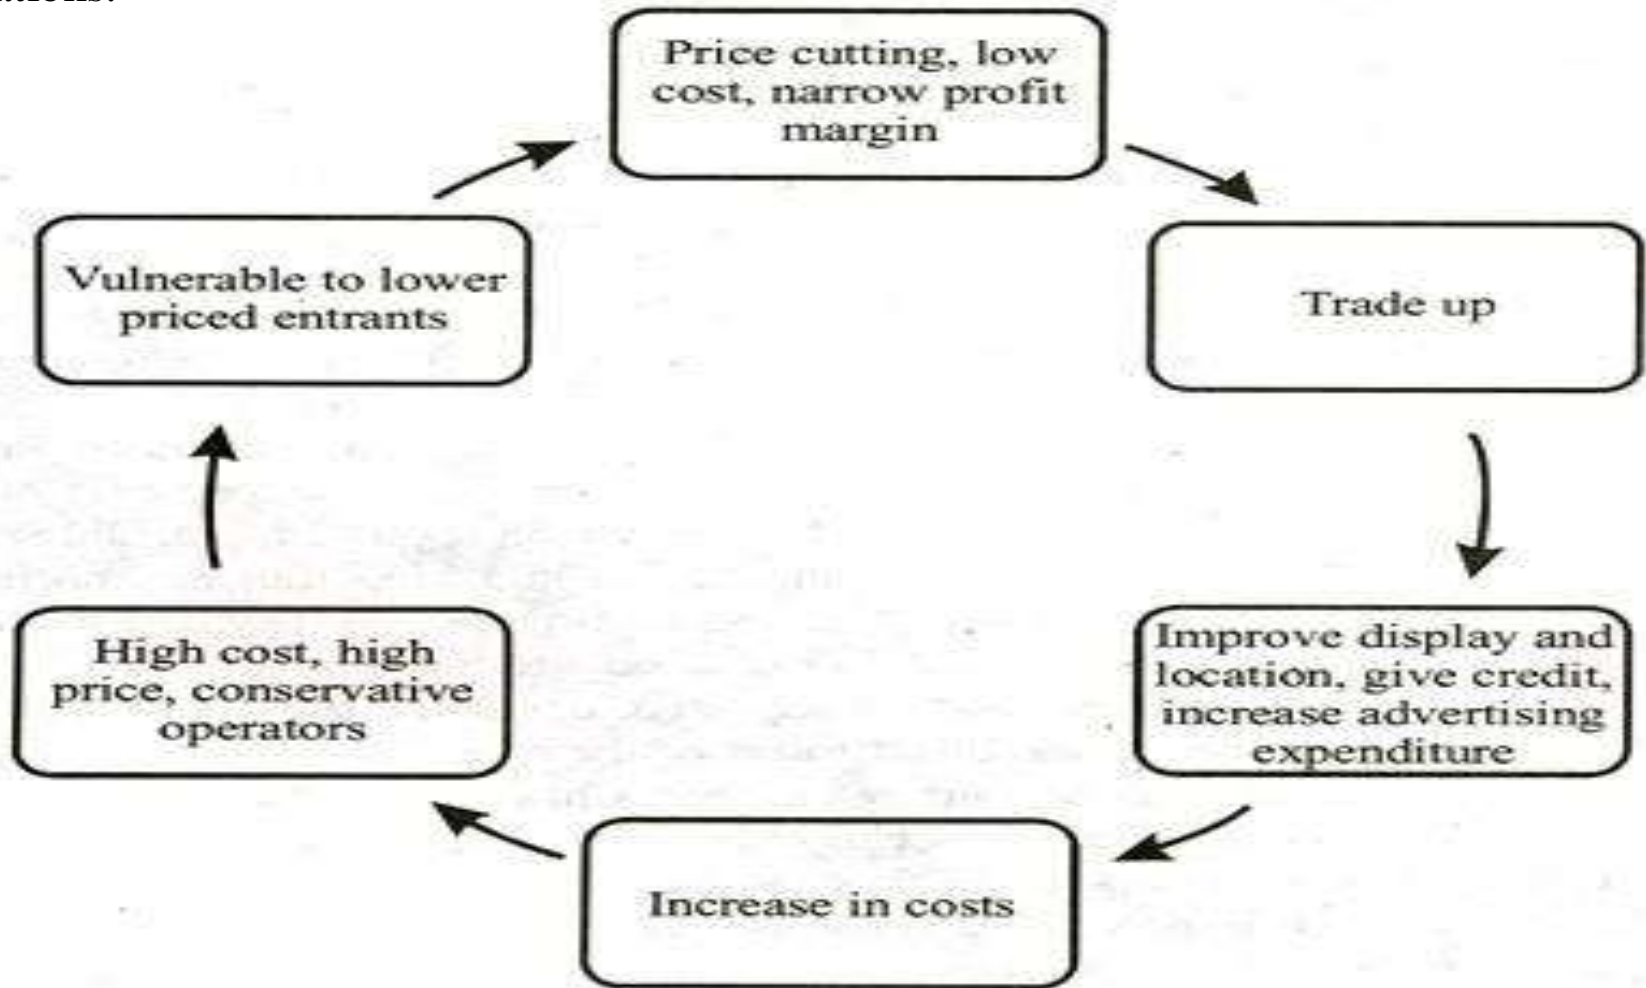 Price cutting, low
cost, narrow profit
margin
Trade up
Improve display and
location, give credit,
increase advertising
expenditure
Increase in costs
High cost, high
price, conservative
operators
Vulnerable to lower
priced entrants